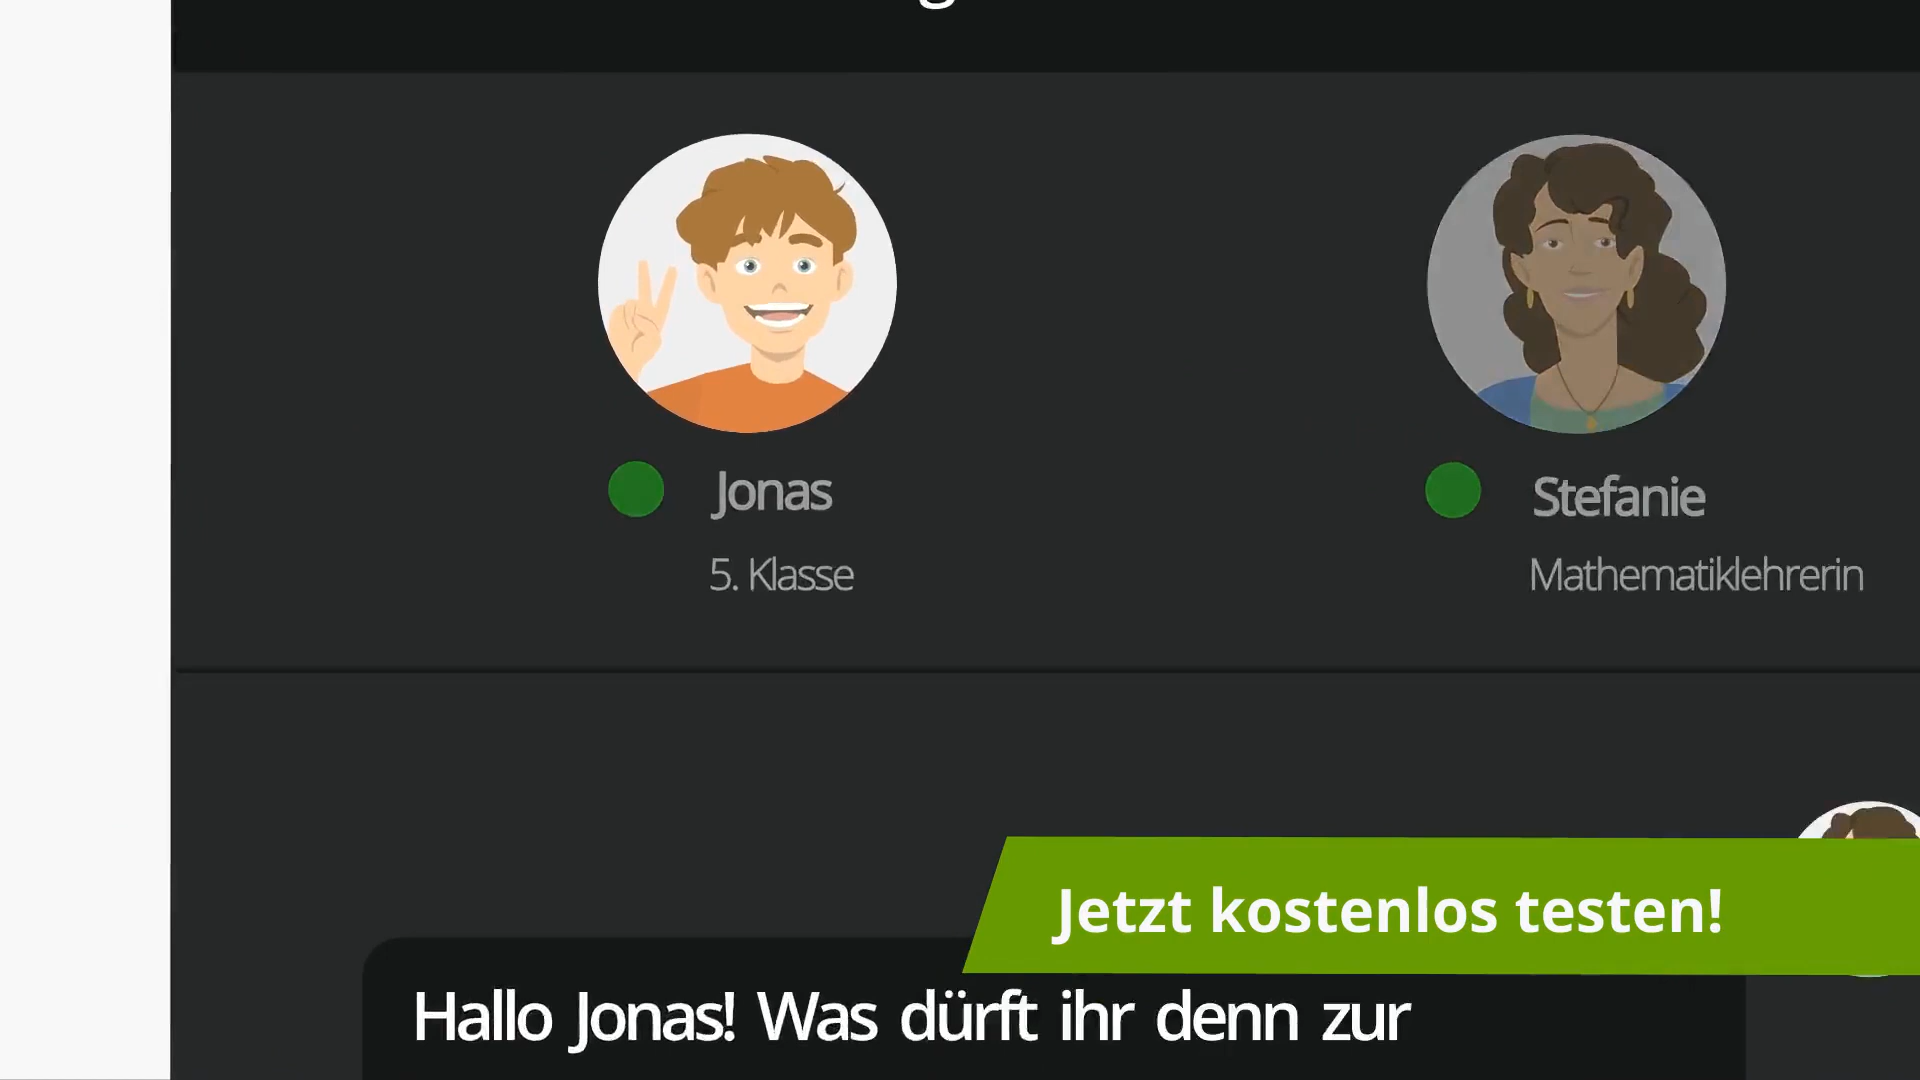 Jonas
5. Klasse
Stefanie
Mathematiklehrerin
Jetzt kostenlos testen!
Hallo Jonas! Was dürft ihr denn zur